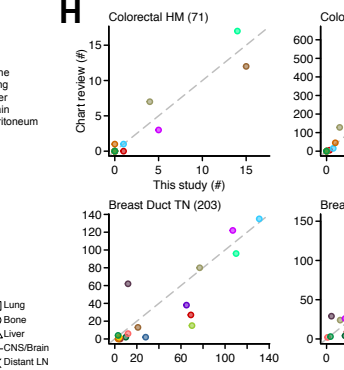 H
Colorectal HM (71)
Colo
15
10
5
0
Chart review (#)
0 5 10 15
This study (#)
600
500
400
300
200
100
0
0
ne
ng
er
in
ritoneum
Breast Duct TN (203)
Brea
140
120
100
80
60
40
20
0
0 20 60 100 140
150
100
50
0
0
Lung
Bone
Liver
CNS/Brain
Distant LN